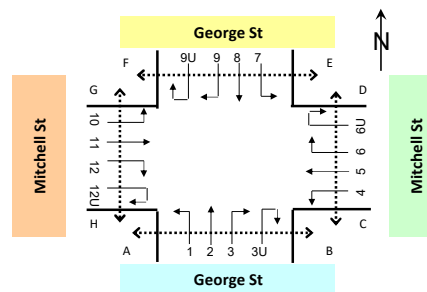 George St
N
F
9U 9 8 7
E
G
D
Mitchell St
10
11
12
12U
6U
6
5
4
Mitchell St
H
C
A
1 2 3 3U
B
George St